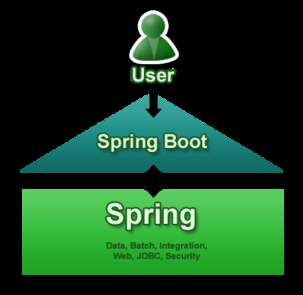 User
Spring Boot
Spring
Data, Batch, Integration,
Web, JDBC, Security